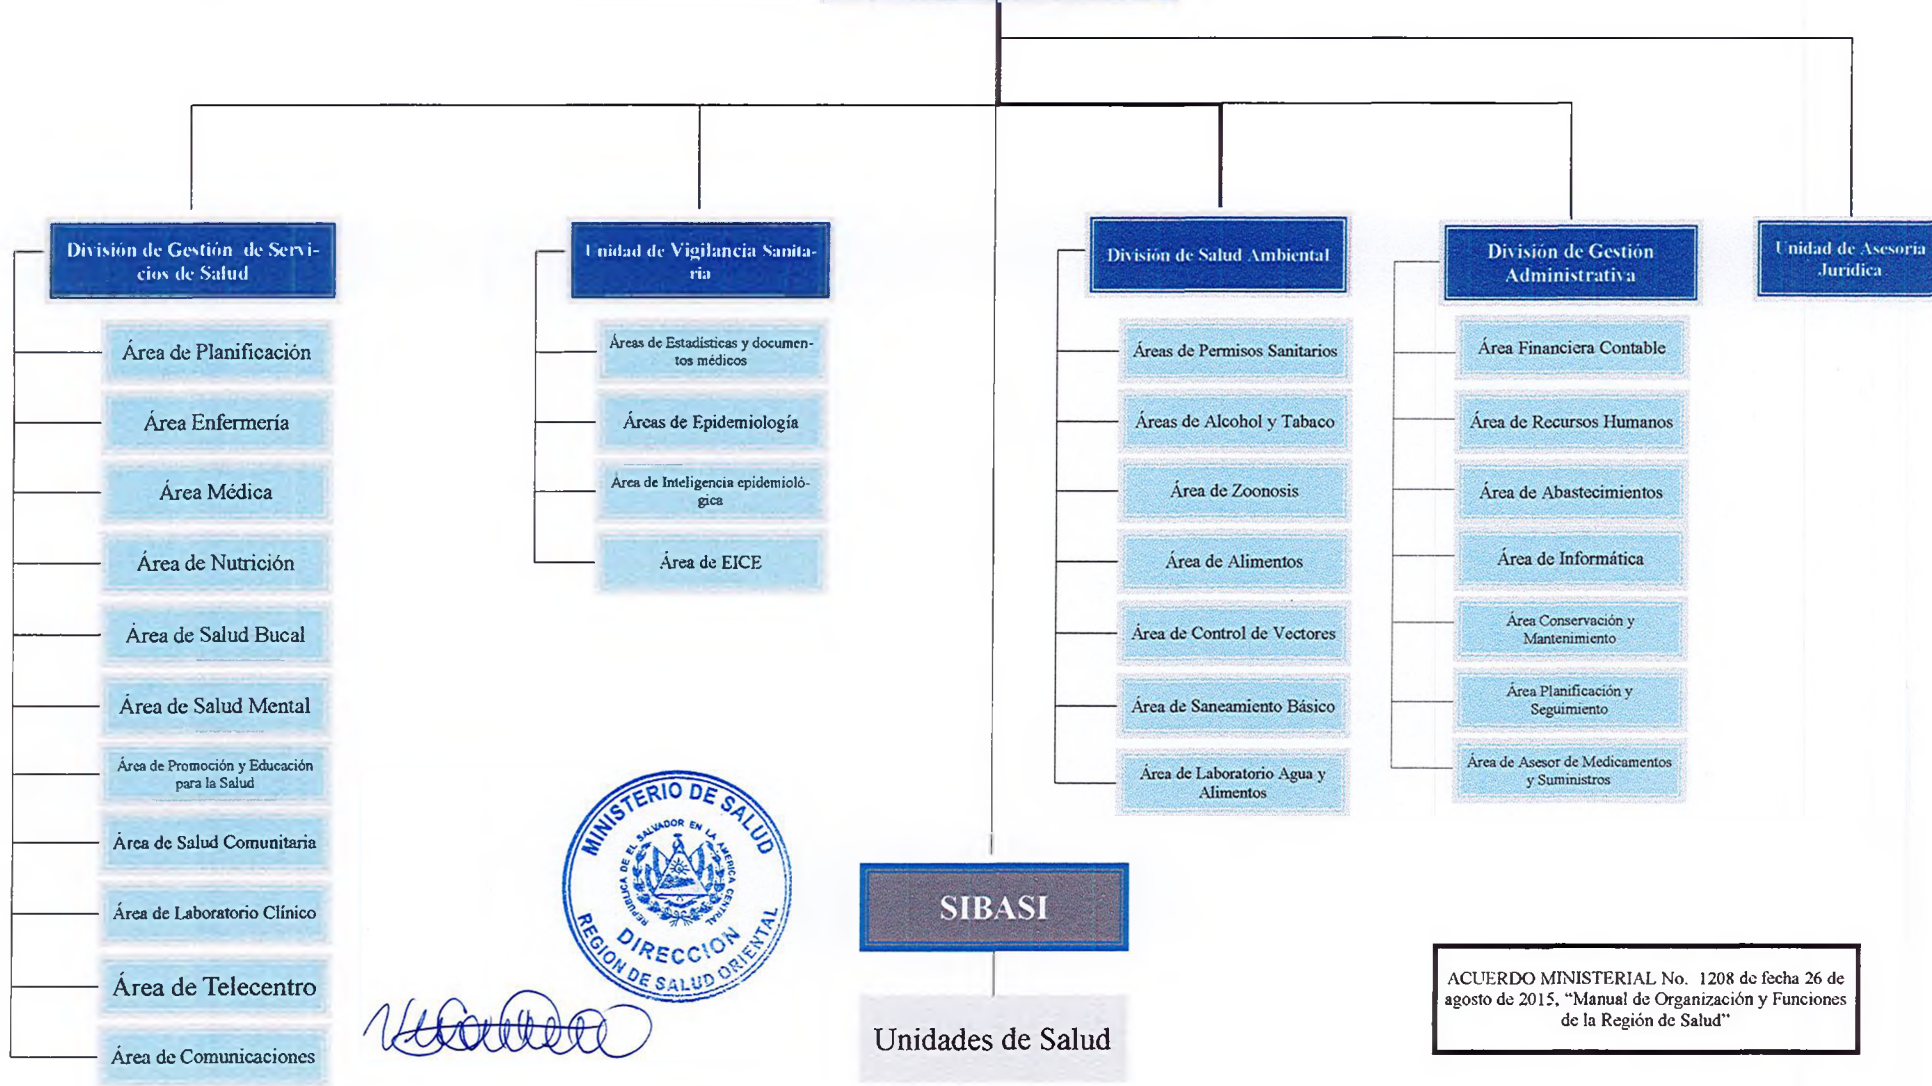 División de Gestión de Servi-
cios de Salud
Área de Planificación
Área Enfermería
Área Médica
Área de Nutrición
Área de Salud Bucal
Área de Salud Mental
Área de Promoción y Educación
para la Salud
Área de Salud Comunitaria
Área de Laboratorio Clínico
Área de Telecentro
Área de Comunicaciones
Unidad de Vigilancia Sanita-
ria
Áreas de Estadísticas y documen-
tos médicos
Áreas de Epidemiología
Área de Inteligencia epidemioló-
gica
Área de EICE
División de Salud Ambiental
Áreas de Permisos Sanitarios
Áreas de Alcohol y Tabaco
Área de Zoonosis
Área de Alimentos
Área de Control de Vectores
Área de Saneamiento Básico
Área de Laboratorio Agua y
Alimentos
División de Gestión
Administrativa
Área Financiera Contable
Área de Recursos Humanos
Área de Abastecimientos
Área de Informática
Área Conservación y
Mantenimiento
Área Planificación y
Seguimiento
Área de Asesor de Medicamentos
y Suministros
Unidad de Asesoría
Jurídica
MINISTERIO DE SALUD
REPUBLICA DE EL SALVADOR EN LA AMERICA CENTRAL
DIRECCION
REGION DE SALUD ORIENTAL
SIBASI
Unidades de Salud
ACUERDO MINISTERIAL No. 1208 de fecha 26 de
agosto de 2015, “Manual de Organización y Funciones
de la Región de Salud”